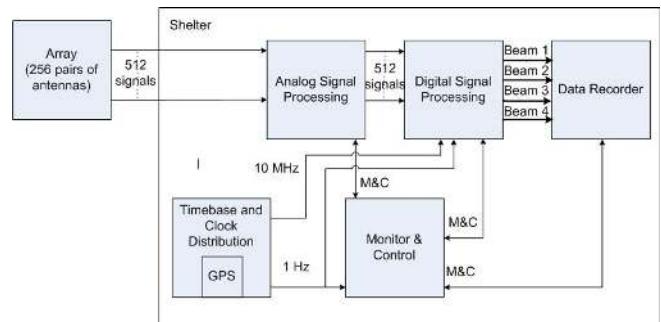 Shelter
Array
(256 pairs of
antennas)
512
signals
Analog Signal
Processing
512
signals
Digital Signal
Processing
Beam 1
Beam 2
Beam 3
Beam 4
Data Recorder
10 MHz
M&C
Timebase and
Clock
Distribution
GPS
1 Hz
Monitor &
Control
M&C
M&C